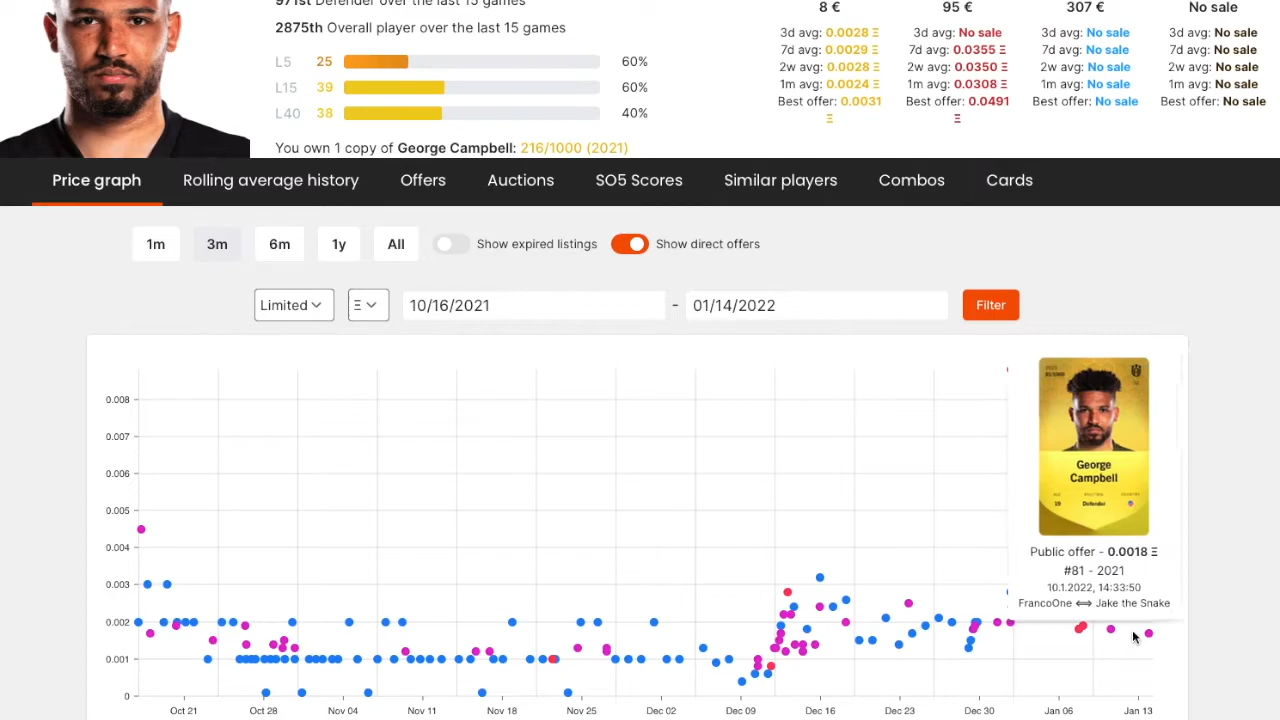 971st Defender over the last 15 games
2875th Overall player over the last 15 games
L5 25 60%
L15 39 60%
L40 38 40%
You own 1 copy of George Campbell: 216/1000 (2021)
8 €
3d avg: 0.0028 Ξ
7d avg: 0.0029 Ξ
2w avg: 0.0028 Ξ
1m avg: 0.0024 Ξ
Best offer: 0.0031
Ξ
95 €
3d avg: No sale
7d avg: 0.0355 Ξ
2w avg: 0.0350 Ξ
1m avg: 0.0308 Ξ
Best offer: 0.0491
Ξ
307 €
3d avg: No sale
7d avg: No sale
2w avg: No sale
1m avg: No sale
Best offer: No sale
No sale
3d avg: No sale
7d avg: No sale
2w avg: No sale
1m avg: No sale
Best offer: No sale
Price graph Rolling average history Offers Auctions SO5 Scores Similar players Combos Cards
1m 3m 6m 1y All Show expired listings Show direct offers
Limited Ξ 10/16/2021 - 01/14/2022 Filter
0.008
0.007
0.006
0.005
0.004
0.003
0.002
0.001
0
Oct 21 Oct 28 Nov 04 Nov 11 Nov 18 Nov 25 Dec 02 Dec 09 Dec 16 Dec 23 Dec 30 Jan 06 Jan 13
George
Campbell
19 Defender
Public offer - 0.0018 Ξ
#81 - 2021
10.1.2022, 14:33:50
FrancoOne ⟺ Jake the Snake